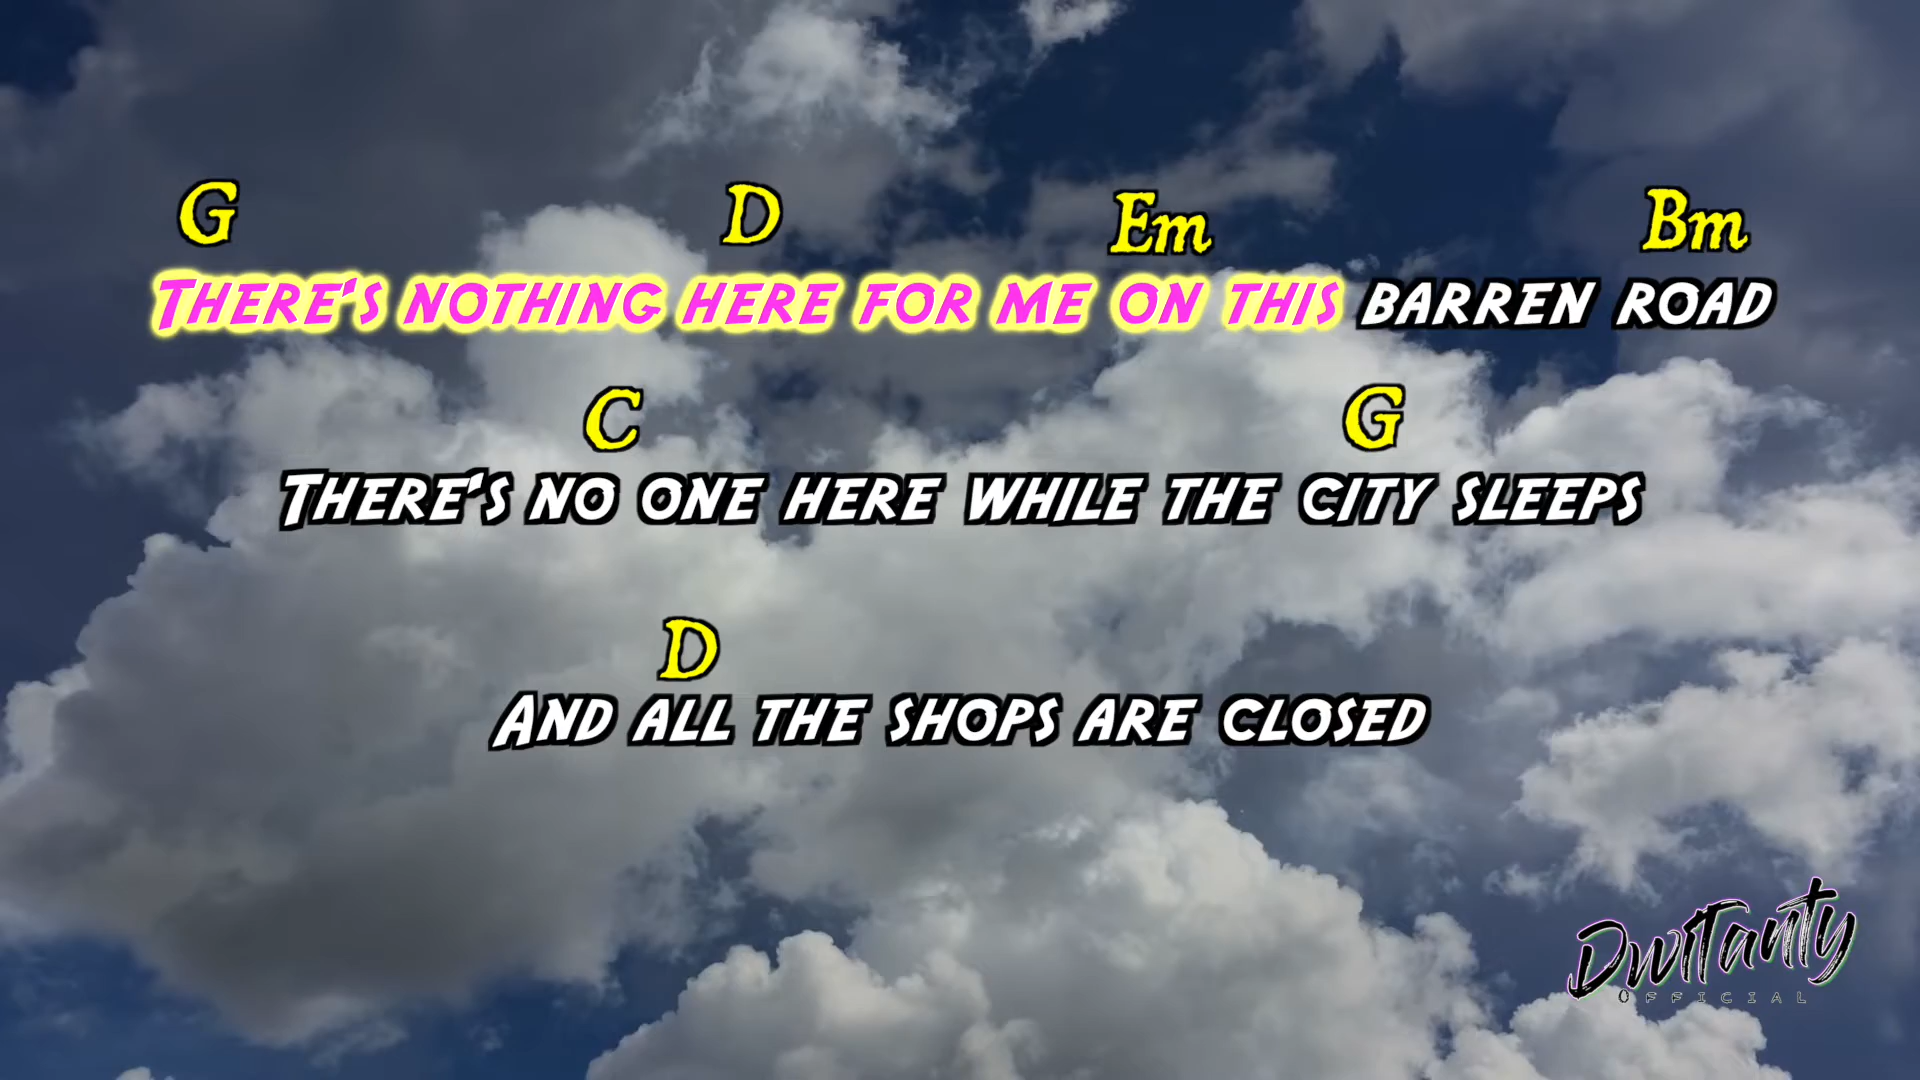 G D Em Bm
There's nothing here for me on this barren road
C G
There's no one here while the city sleeps
D
And all the shops are closed
DwiTanty
Official